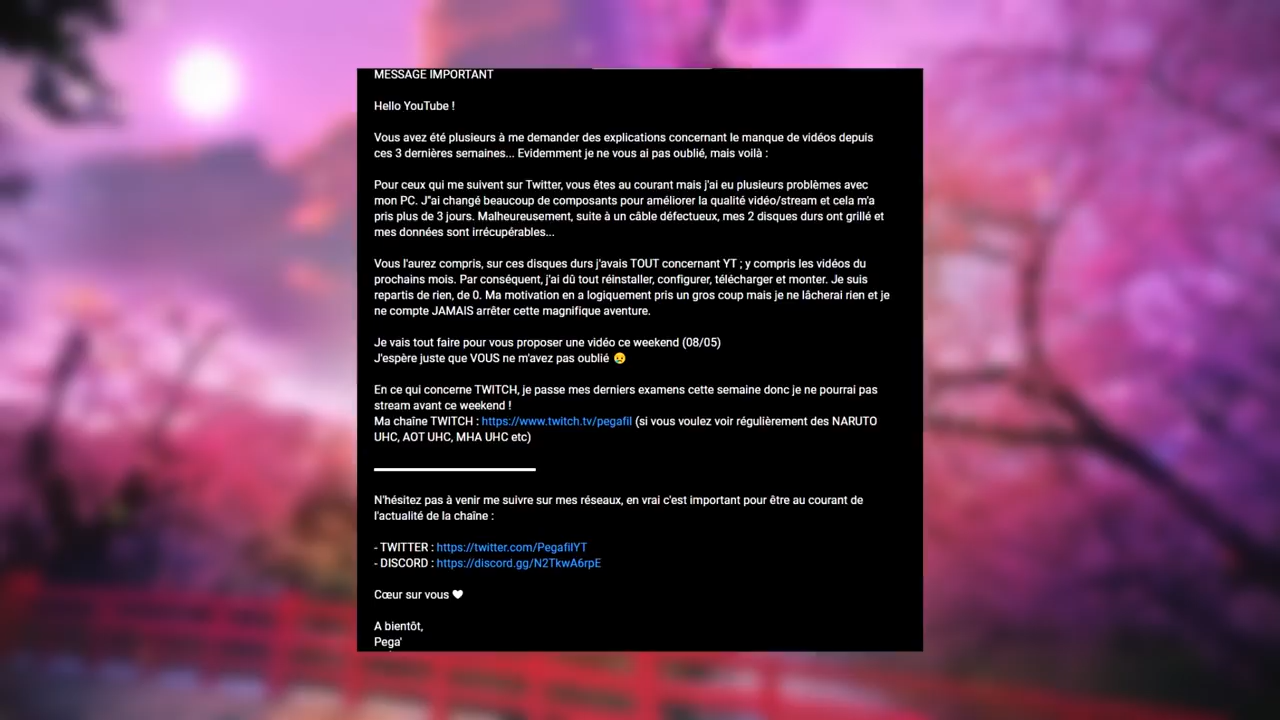 MESSAGE IMPORTANT
Hello YouTube !
Vous avez été plusieurs à me demander des explications concernant le manque de vidéos depuis
ces 3 dernières semaines... Evidemment je ne vous ai pas oublié, mais voilà :
Pour ceux qui me suivent sur Twitter, vous êtes au courant mais j'ai eu plusieurs problèmes avec
mon PC. J"ai changé beaucoup de composants pour améliorer la qualité vidéo/stream et cela m'a
pris plus de 3 jours. Malheureusement, suite à un câble défectueux, mes 2 disques durs ont grillé et
mes données sont irrécupérables...
Vous l'aurez compris, sur ces disques durs j'avais TOUT concernant YT ; y compris les vidéos du
prochains mois. Par conséquent, j'ai dû tout réinstaller, configurer, télécharger et monter. Je suis
repartis de rien, de 0. Ma motivation en a logiquement pris un gros coup mais je ne lâcherai rien et je
ne compte JAMAIS arrêter cette magnifique aventure.
Je vais tout faire pour vous proposer une vidéo ce weekend (08/05)
J'espère juste que VOUS ne m'avez pas oublié 😢
En ce qui concerne TWITCH, je passe mes derniers examens cette semaine donc je ne pourrai pas
stream avant ce weekend !
Ma chaîne TWITCH : https://www.twitch.tv/pegafil (si vous voulez voir régulièrement des NARUTO
UHC, AOT UHC, MHA UHC etc)
N'hésitez pas à venir me suivre sur mes réseaux, en vrai c'est important pour être au courant de
l'actualité de la chaîne :
- TWITTER : https://twitter.com/PegafilYT
- DISCORD : https://discord.gg/N2TkwA6rpE
Cœur sur vous 🤍
A bientôt,
Pega'